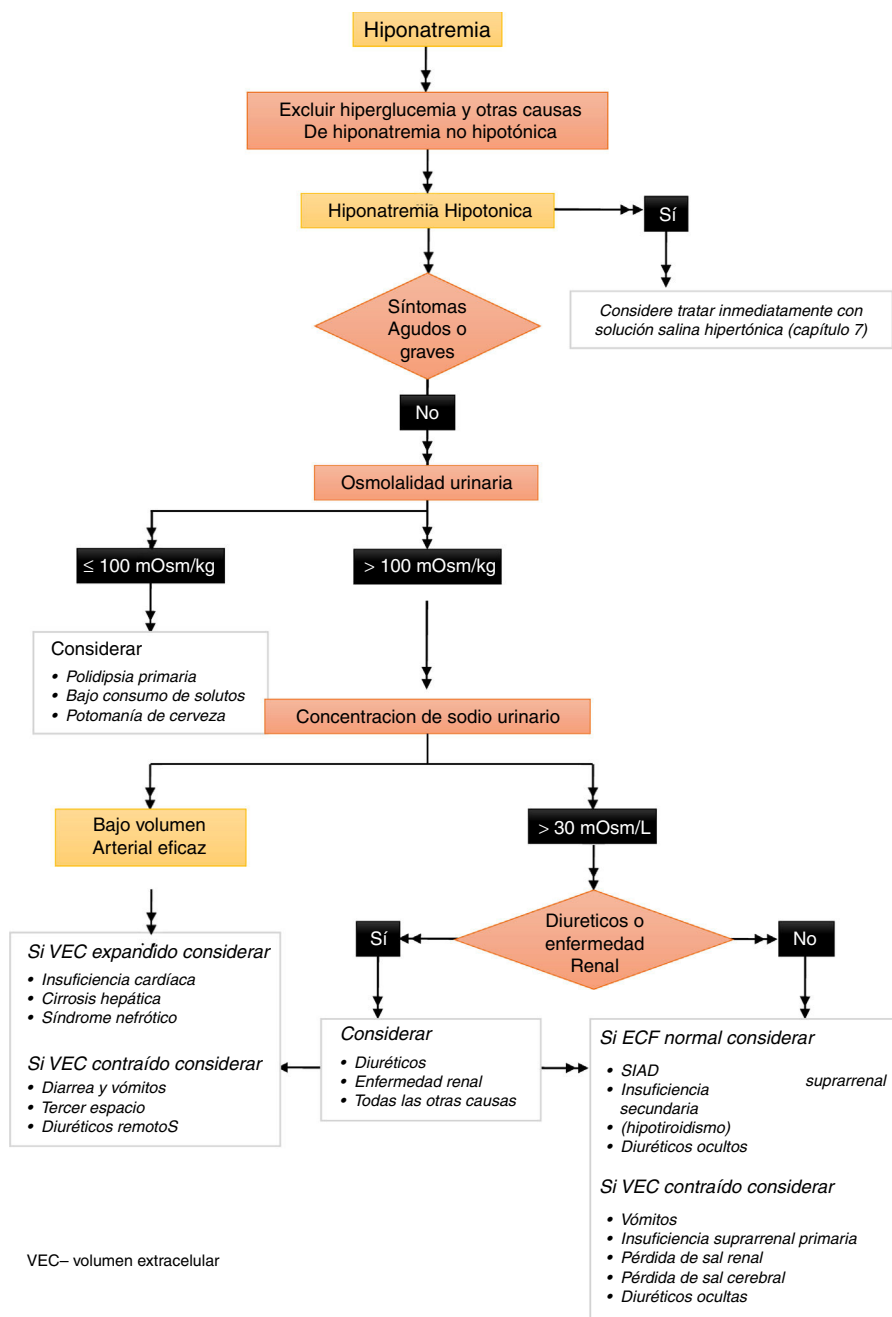 Hiponatremia
Excluir hiperglucemia y otras causas
De hiponatremia no hipotónica
Hiponatremia Hipotonica
Sí
Síntomas
Agudos o
graves
Considere tratar inmediatamente con
solución salina hipertónica (capítulo 7)
No
Osmolalidad urinaria
≤ 100 mOsm/kg
> 100 mOsm/kg
Considerar
• Polidipsia primaria
• Bajo consumo de solutos
• Potomanía de cerveza
Concentracion de sodio urinario
Bajo volumen
Arterial eficaz
> 30 mOsm/L
Diureticos o
enfermedad
Renal
Sí
No
Si VEC expandido considerar
• Insuficiencia cardíaca
• Cirrosis hepática
• Síndrome nefrótico
Si VEC contraído considerar
• Diarrea y vómitos
• Tercer espacio
• Diuréticos remotoS
Considerar
• Diuréticos
• Enfermedad renal
• Todas las otras causas
Si ECF normal considerar
• SIAD
• Insuficiencia suprarrenal
secundaria
• (hipotiroidismo)
• Diuréticos ocultos
Si VEC contraído considerar
• Vómitos
• Insuficiencia suprarrenal primaria
• Pérdida de sal renal
• Pérdida de sal cerebral
• Diuréticos ocultas
VEC– volumen extracelular